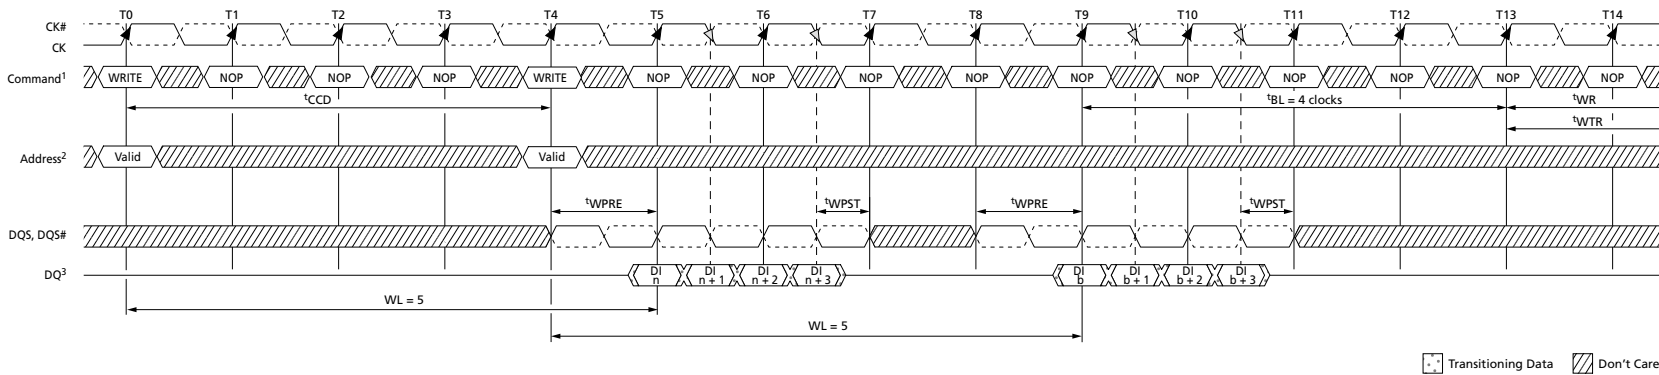 T0 T1 T2 T3 T4 T5 T6 T7 T8 T9 T10 T11 T12 T13 T14
CK#
CK
Command¹ WRITE NOP NOP NOP WRITE NOP NOP NOP NOP NOP NOP NOP NOP NOP NOP
ᵗCCD ᵗBL = 4 clocks ᵗWR
ᵗWTR
Address² Valid Valid
ᵗWPRE ᵗWPST ᵗWPRE ᵗWPST
DQS, DQS#
DQ³ DI n DI n + 1 DI n + 2 DI n + 3 DI b DI b + 1 DI b + 2 DI b + 3
WL = 5
WL = 5
Transitioning Data Don't Care